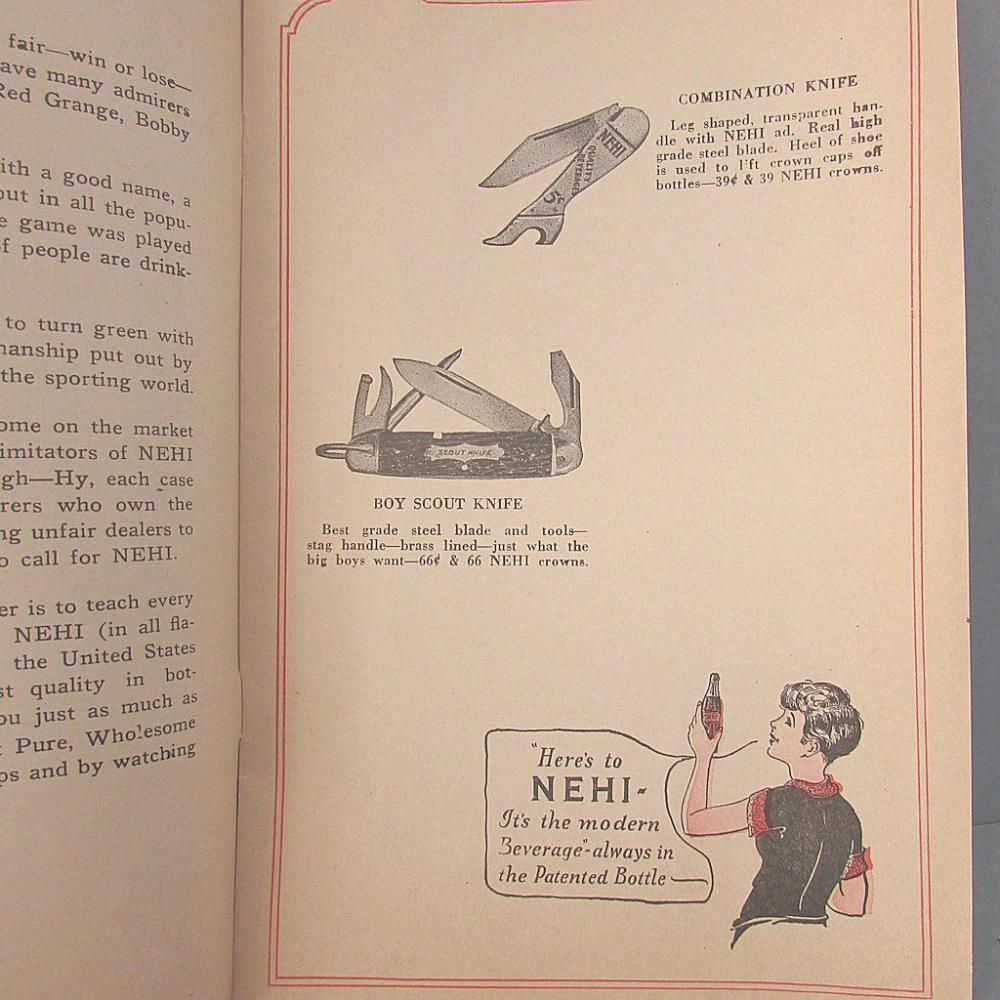 fair—win or lose—
ave many admirers
Red Grange, Bobby
ith a good name, a
out in all the popu-
e game was played
f people are drink-
to turn green with
manship put out by
the sporting world.
ome on the market
imitators of NEHI
gh—Hy, each case
rers who own the
ng unfair dealers to
o call for NEHI.
er is to teach every
NEHI (in all fla-
the United States
st quality in bot-
ou just as much as
t Pure, Wholesome
ps and by watching
COMBINATION KNIFE
Leg shaped, transparent han-
dle with NEHI ad. Real high
grade steel blade. Heel of shoe
is used to l'ft crown caps off
bottles—39¢ & 39 NEHI crowns.
NEHI
QUALITY
BEVERAGES
5¢
SCOUT KNIFE
BOY SCOUT KNIFE
Best grade steel blade and tools—
stag handle—brass lined—just what the
big boys want—66¢ & 66 NEHI crowns.
"Here's to
NEHI-
It's the modern
Beverage"-always in
the Patented Bottle